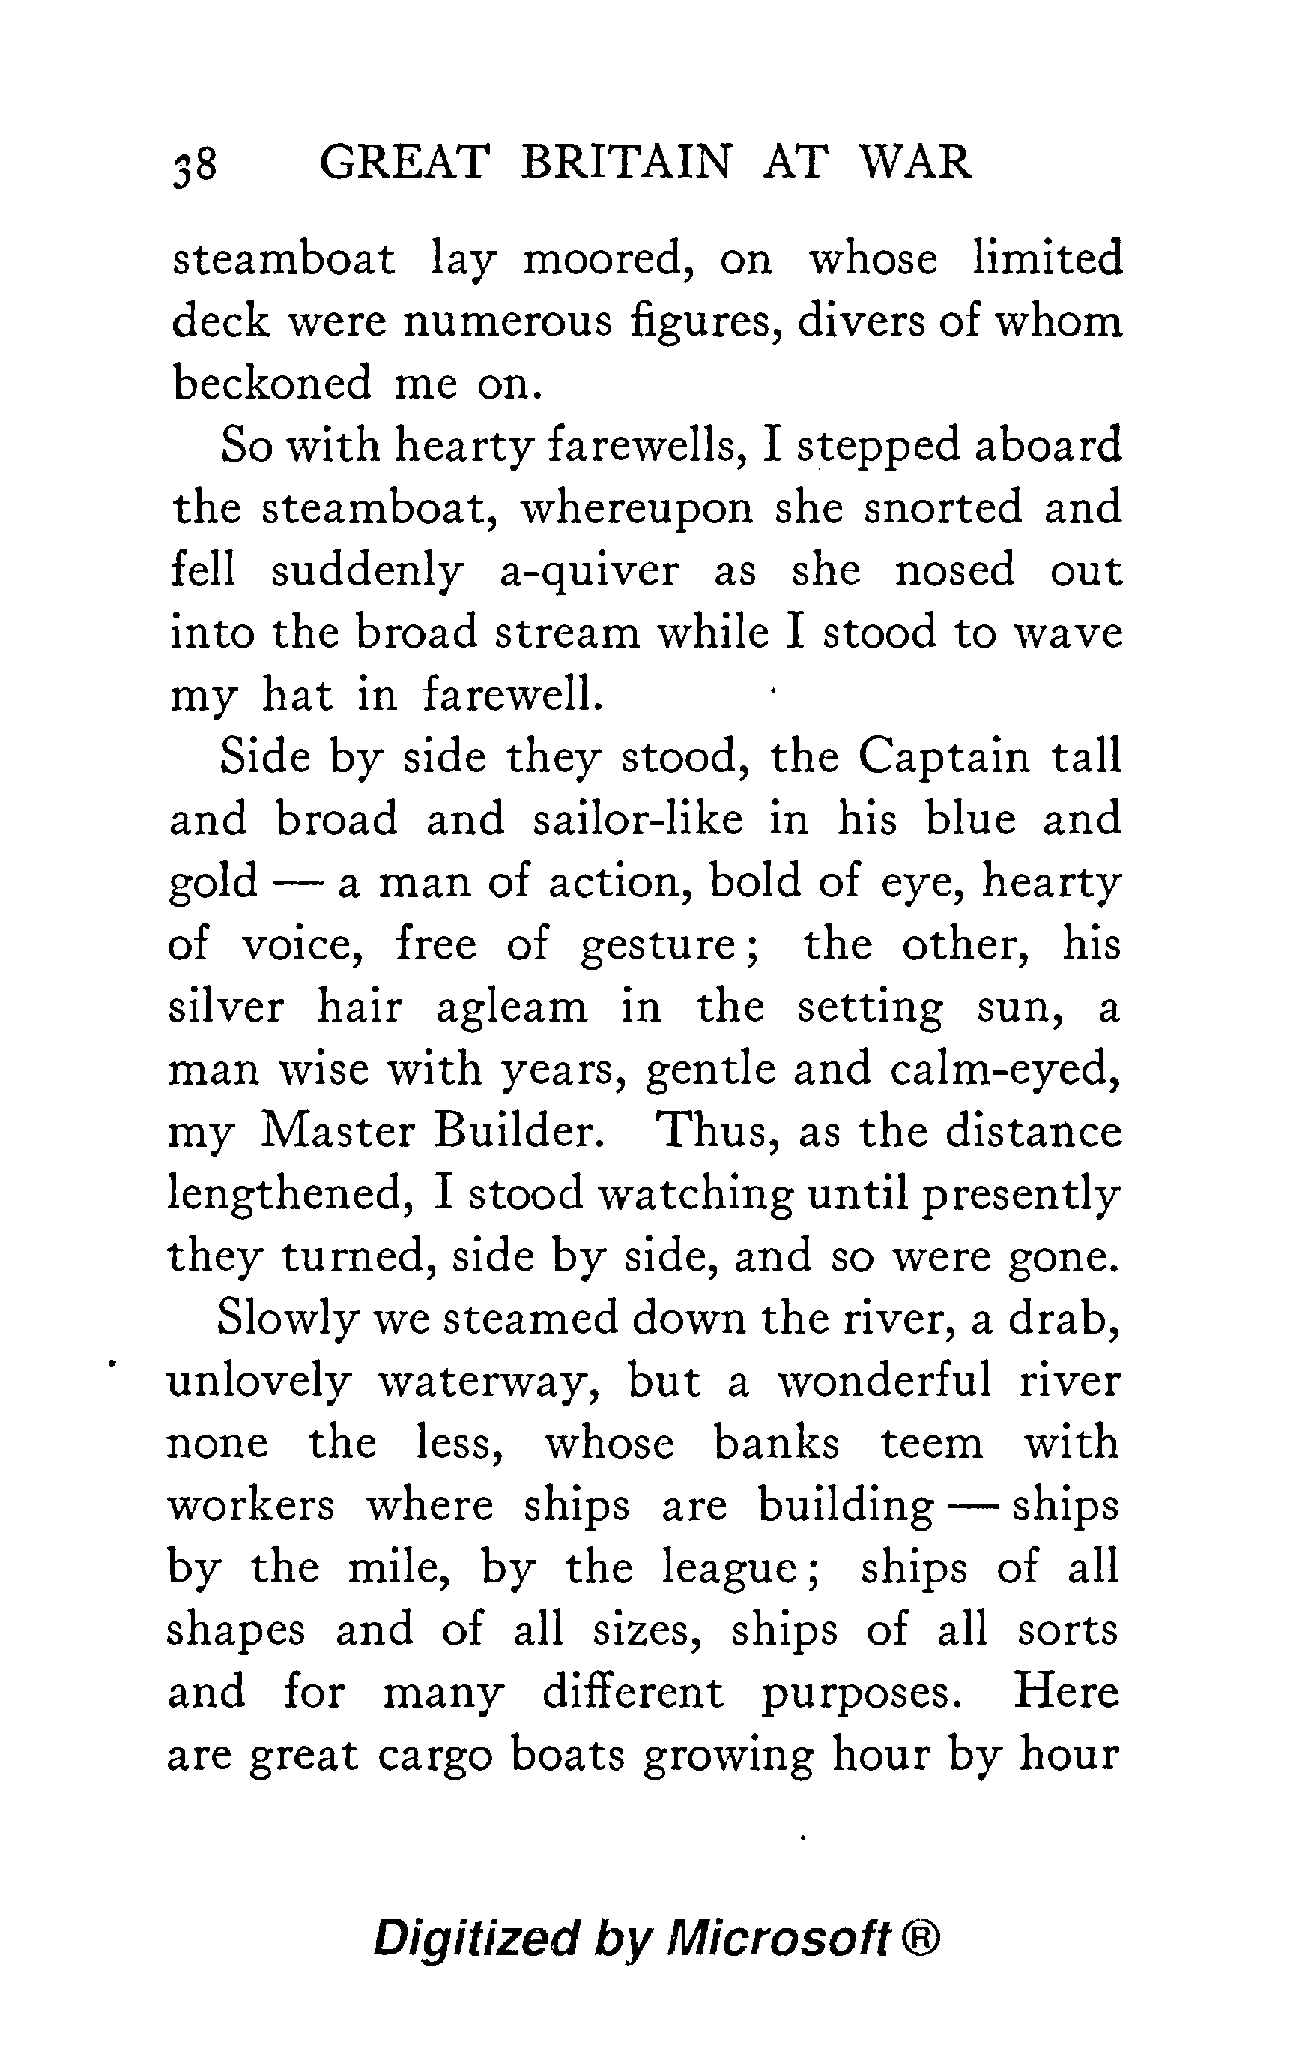 38 GREAT BRITAIN AT WAR
steamboat lay moored, on whose limited
deck were numerous figures, divers of whom
beckoned me on.
So with hearty farewells, I stepped aboard
the steamboat, whereupon she snorted and
fell suddenly a-quiver as she nosed out
into the broad stream while I stood to wave
my hat in farewell.
Side by side they stood, the Captain tall
and broad and sailor-like in his blue and
gold — a man of action, bold of eye, hearty
of voice, free of gesture; the other, his
silver hair agleam in the setting sun, a
man wise with years, gentle and calm-eyed,
my Master Builder. Thus, as the distance
lengthened, I stood watching until presently
they turned, side by side, and so were gone.
Slowly we steamed down the river, a drab,
unlovely waterway, but a wonderful river
none the less, whose banks teem with
workers where ships are building — ships
by the mile, by the league; ships of all
shapes and of all sizes, ships of all sorts
and for many different purposes. Here
are great cargo boats growing hour by hour
Digitized by Microsoft ®